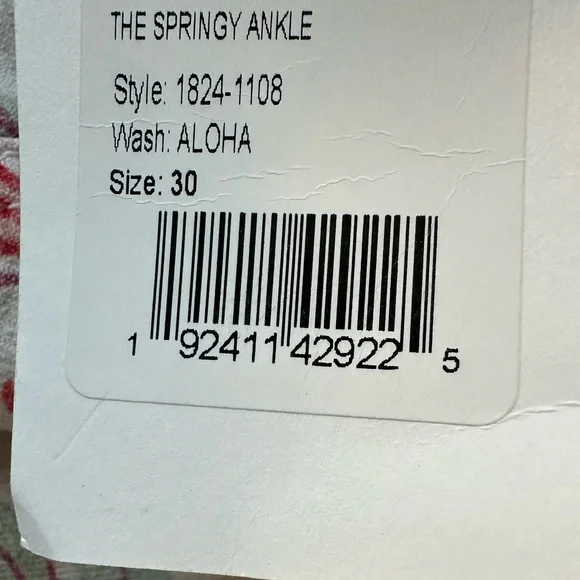 THE SPRINGY ANKLE
Style: 1824-1108
Wash: ALOHA
Size: 30
1 92411 42922 5